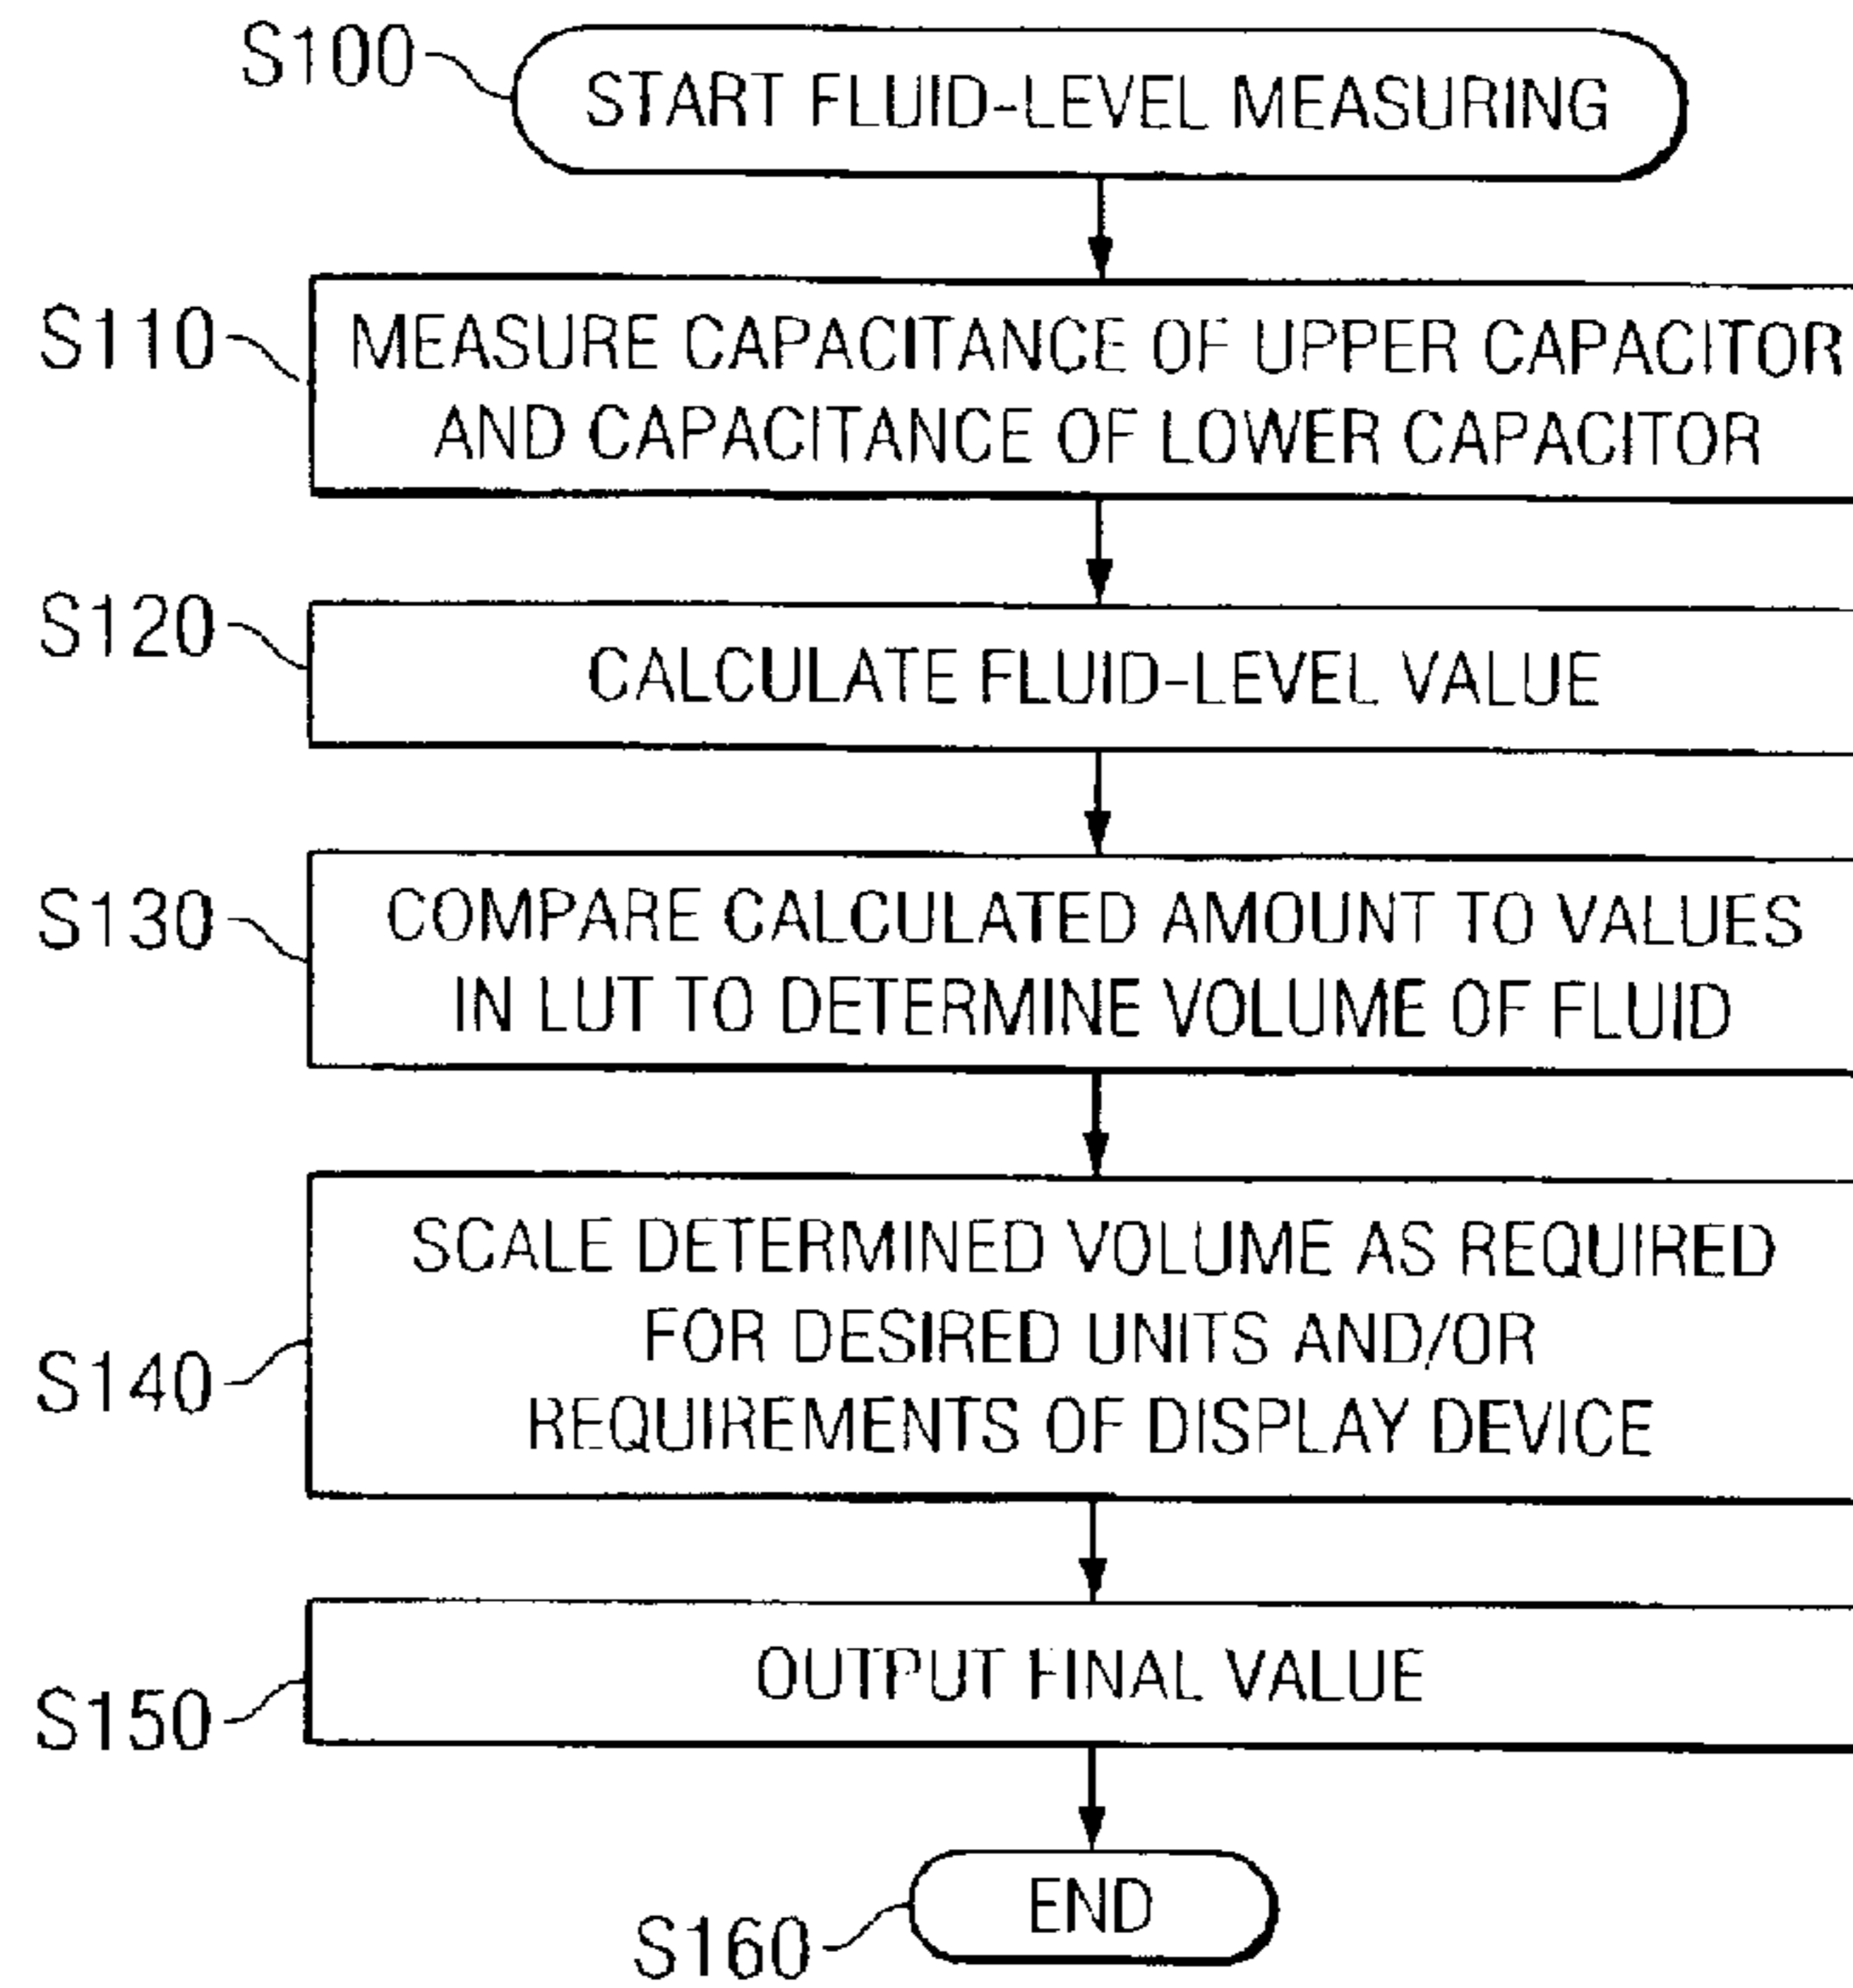 S100
START FLUID-LEVEL MEASURING
S110
MEASURE CAPACITANCE OF UPPER CAPACITOR
AND CAPACITANCE OF LOWER CAPACITOR
S120
CALCULATE FLUID-LEVEL VALUE
S130
COMPARE CALCULATED AMOUNT TO VALUES
IN LUT TO DETERMINE VOLUME OF FLUID
S140
SCALE DETERMINED VOLUME AS REQUIRED
FOR DESIRED UNITS AND/OR
REQUIREMENTS OF DISPLAY DEVICE
S150
OUTPUT FINAL VALUE
S160
END